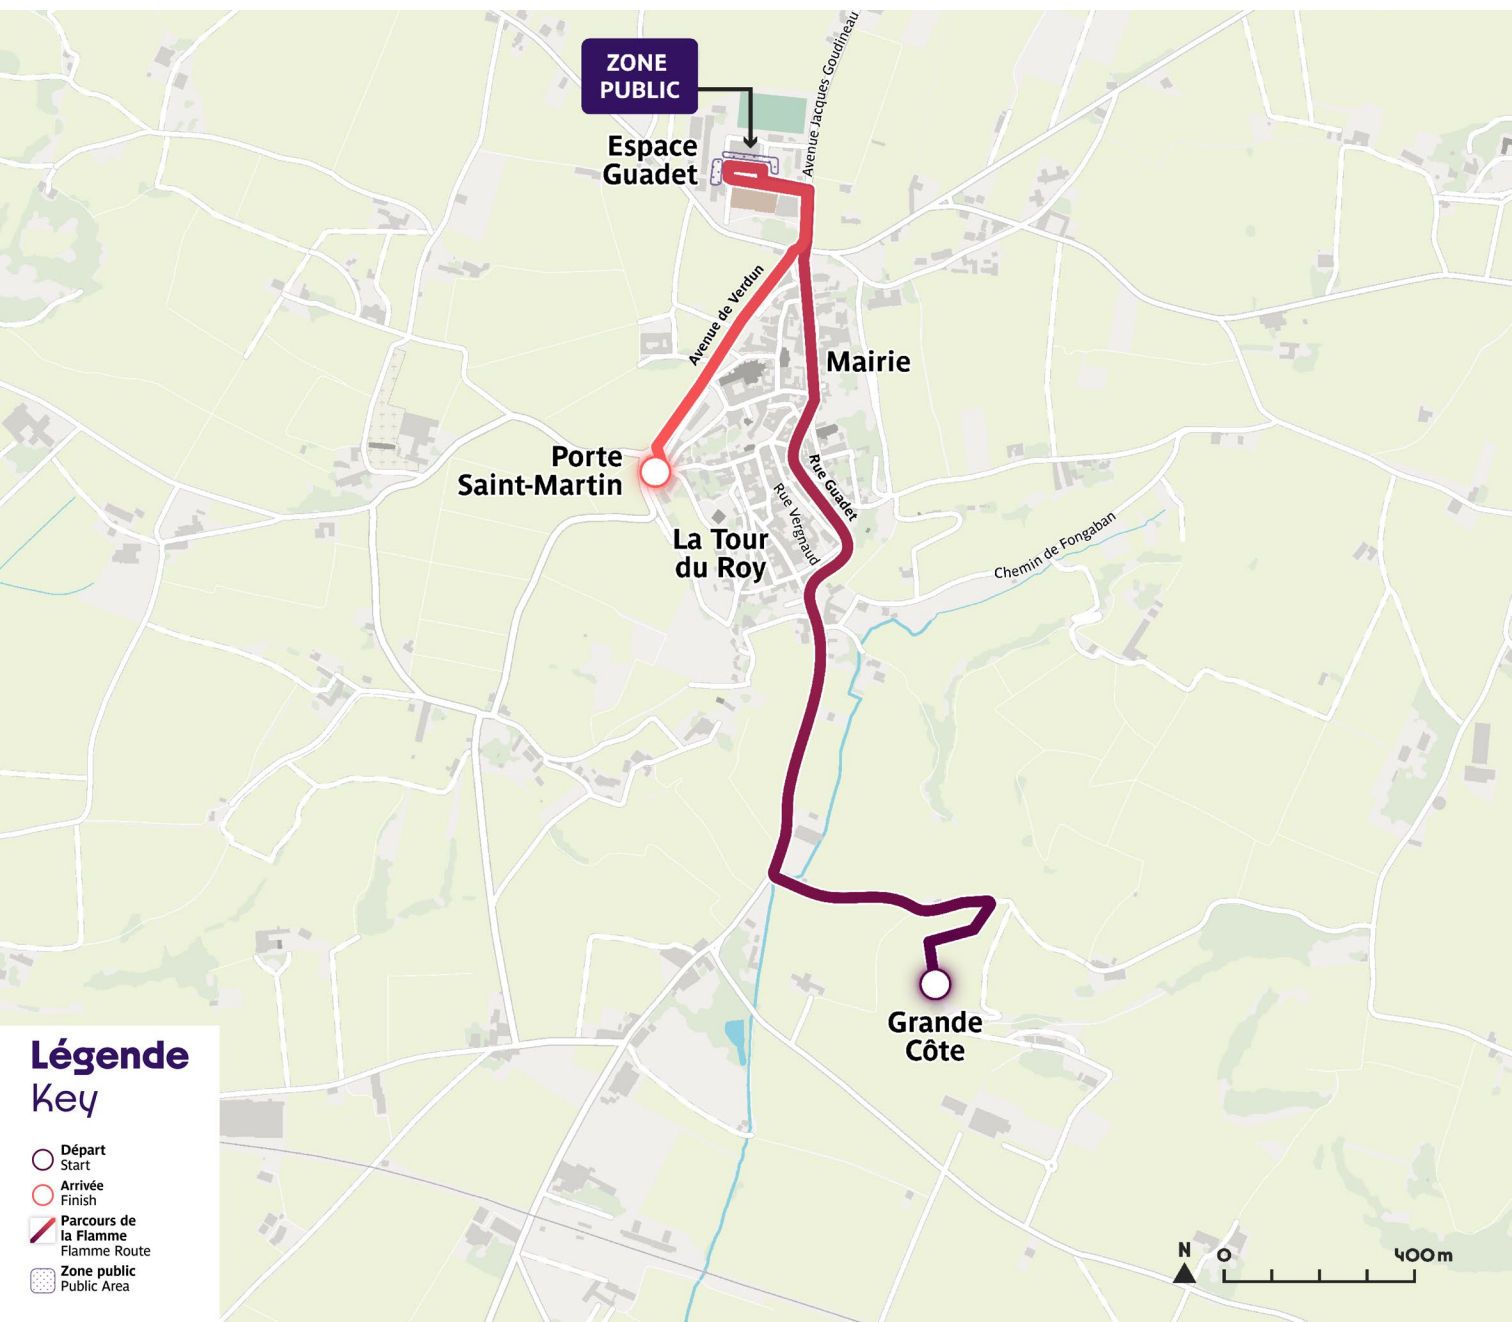 ZONE
PUBLIC
Avenue Jacques Goudineau
Espace
Guadet
Avenue de Verdun
Mairie
Porte
Saint-Martin
Rue Guadet
Rue Vergnaud
La Tour
du Roy
Chemin de Fongaban
Grande
Côte
Légende
Key
Départ
Start
Arrivée
Finish
Parcours de
la Flamme
Flamme Route
Zone public
Public Area
N 0 400m